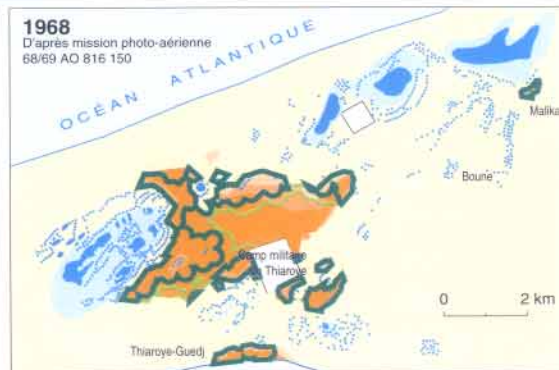 1968
D'après mission photo-aérienne
68/69 AO 816 150
OCÉAN ATLANTIQUE
Malika
Boune
Camp militaire
de Thiaroye
0 2 km
Thiaroye-Guedj